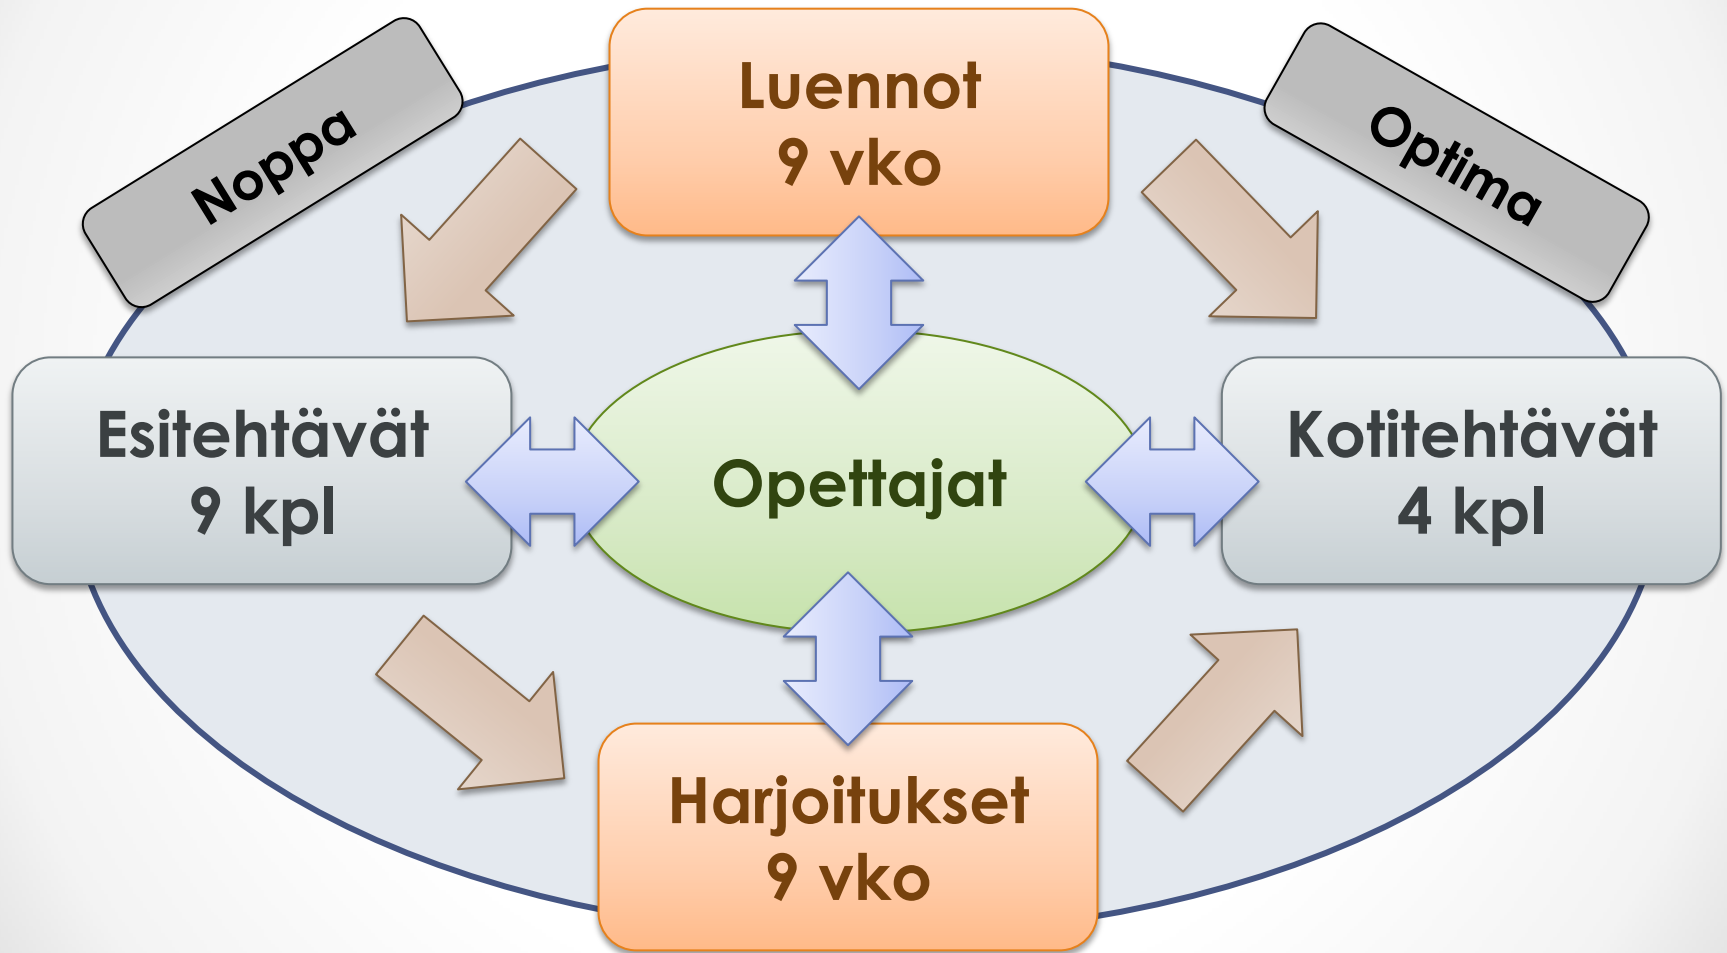 Noppa
Luennot
9 vko
Optima
Esitehtävät
9 kpl
Opettajat
Kotitehtävät
4 kpl
Harjoitukset
9 vko